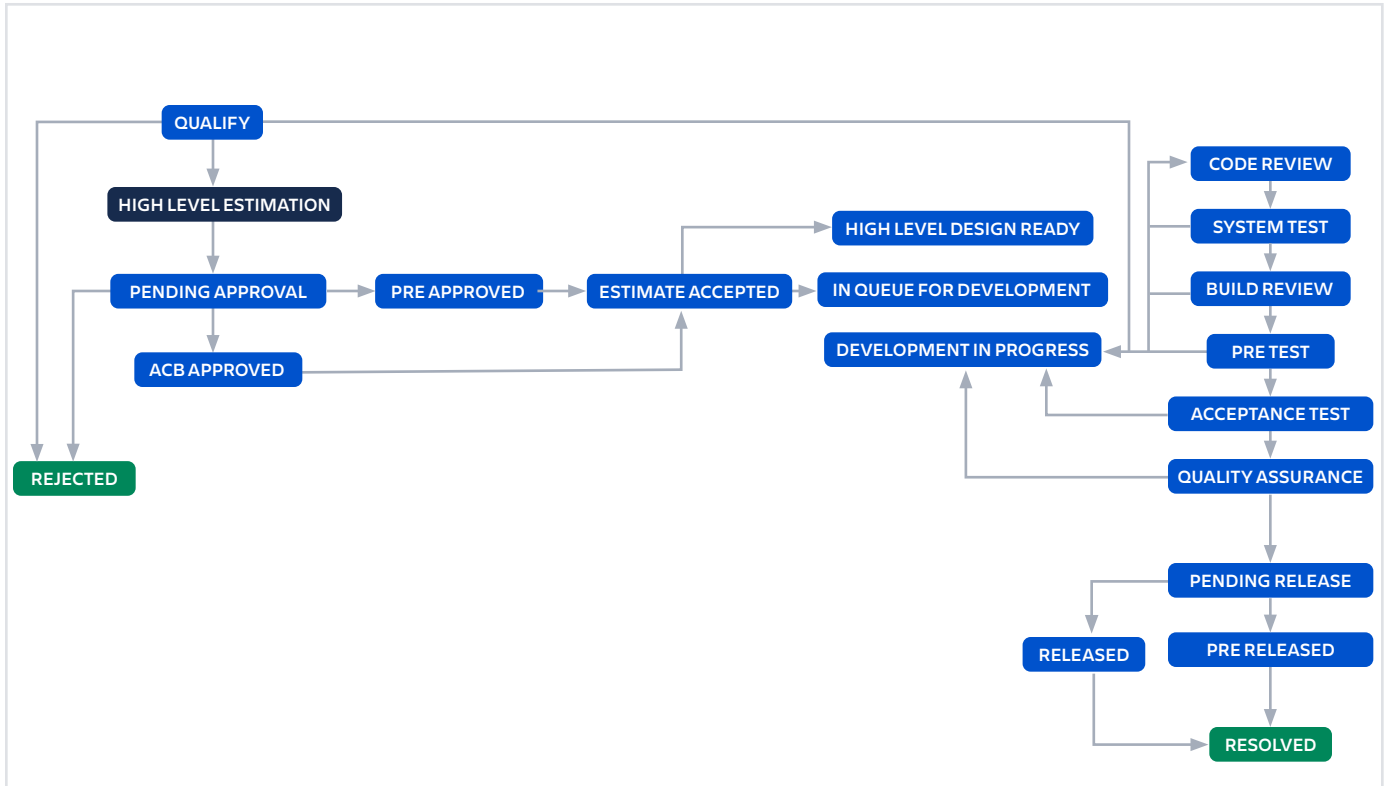 QUALIFY
HIGH LEVEL ESTIMATION
PENDING APPROVAL
PRE APPROVED
ESTIMATE ACCEPTED
ACB APPROVED
REJECTED
HIGH LEVEL DESIGN READY
IN QUEUE FOR DEVELOPMENT
DEVELOPMENT IN PROGRESS
CODE REVIEW
SYSTEM TEST
BUILD REVIEW
PRE TEST
ACCEPTANCE TEST
QUALITY ASSURANCE
PENDING RELEASE
RELEASED
PRE RELEASED
RESOLVED